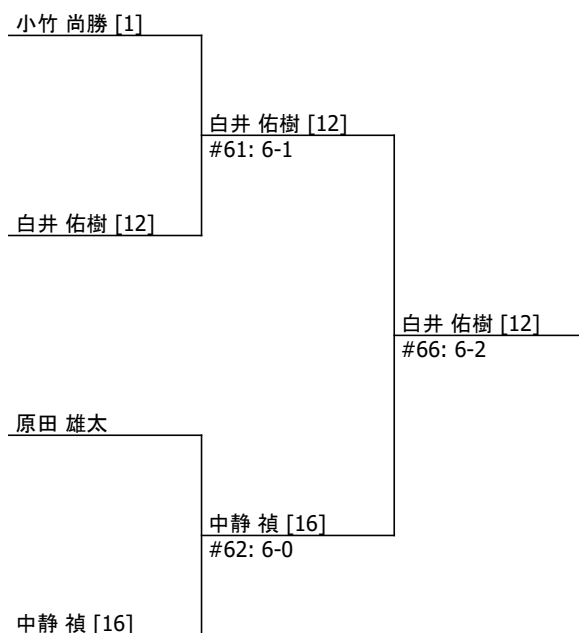 小竹 尚勝 [1]
白井 佑樹 [12]
#61: 6-1
白井 佑樹 [12]
白井 佑樹 [12]
#66: 6-2
原田 雄太
中静 禎 [16]
#62: 6-0
中静 禎 [16]